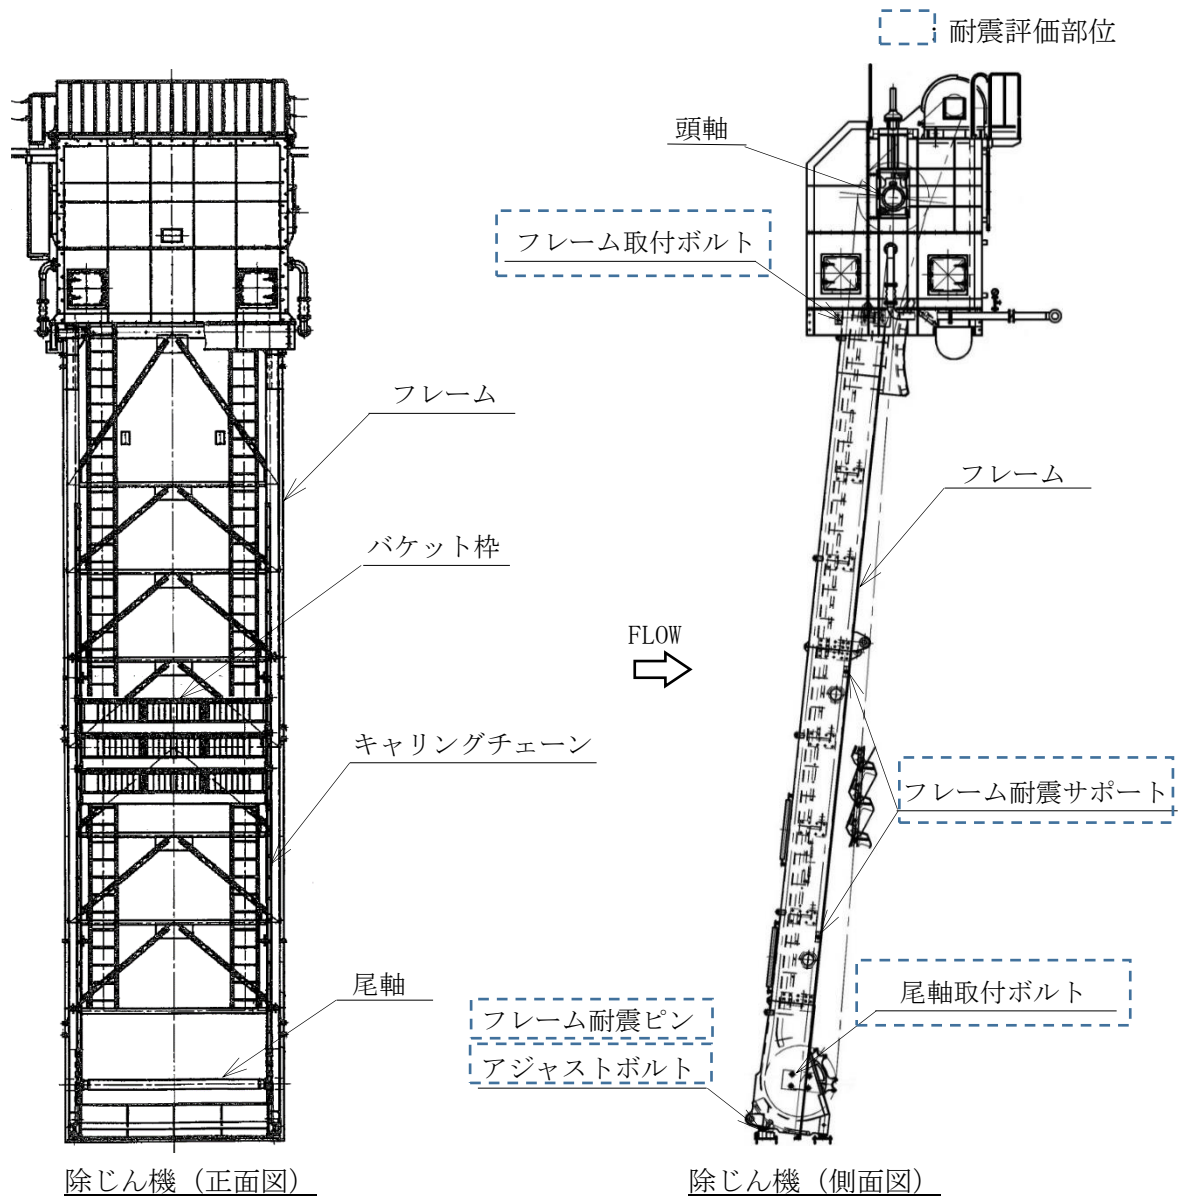 : 耐震評価部位
頭軸
フレーム取付ボルト
フレーム
フレーム
バケット枠
FLOW
キャリングチェーン
フレーム耐震サポート
尾軸
尾軸取付ボルト
フレーム耐震ピン
アジャストボルト
除じん機（正面図）
除じん機（側面図）